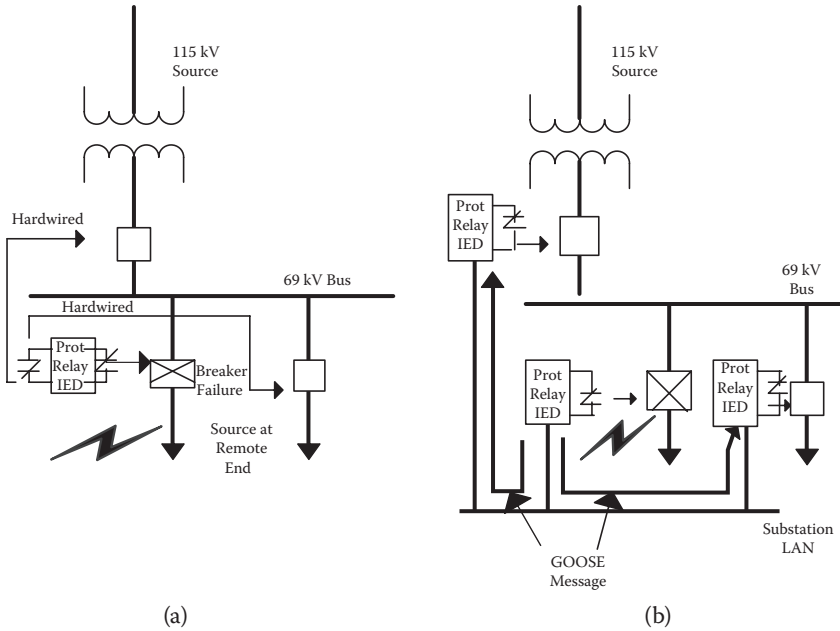 115 kV
Source
Hardwired
69 kV Bus
Hardwired
Prot
Relay
IED
Breaker
Failure
Source at
Remote
End
(a)
115 kV
Source
Prot
Relay
IED
69 kV
Bus
Prot
Relay
IED
Prot
Relay
IED
Substation
LAN
GOOSE
Message
(b)